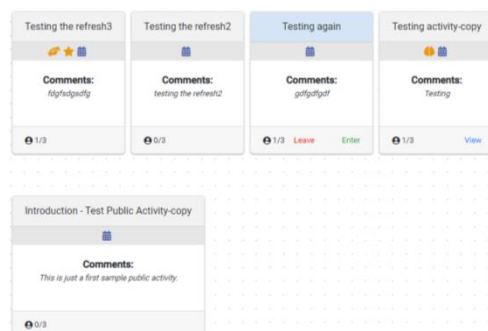 Testing the refresh3
Comments:
fdgfsdgsdfg
1/3
Testing the refresh2
Comments:
testing the refresh2
0/3
Testing again
Comments:
gdfgdfgdf
1/3 Leave Enter
Testing activity-copy
Comments:
Testing
1/3 View
Introduction - Test Public Activity-copy
Comments:
This is just a first sample public activity.
0/3